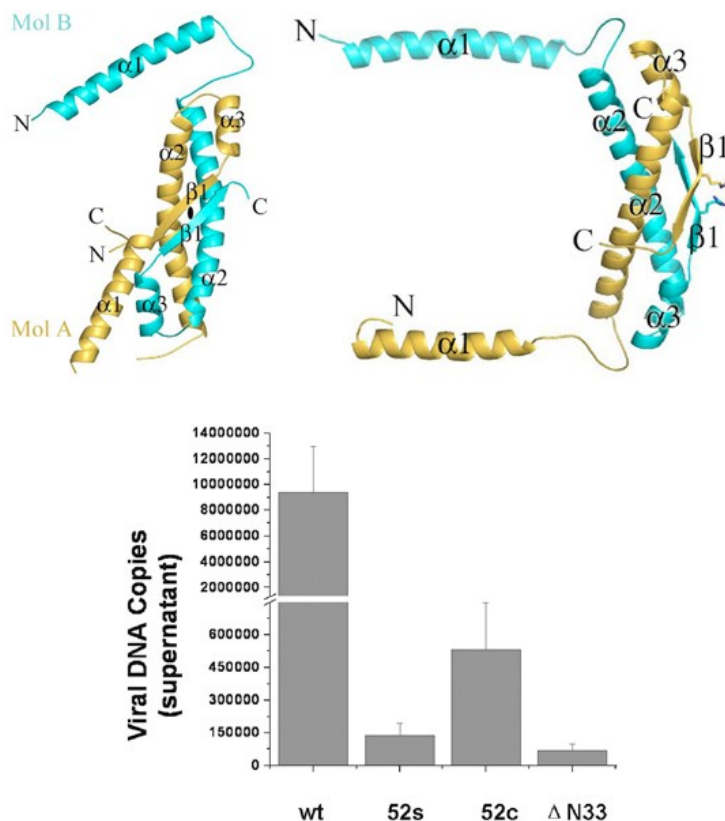 Mol B
α1
N
α3
α2
β1
C
β1
C
N
α2
α1
α3
Mol A
N
α1
α3
C
α2
β1
α2
C
β1
α3
N
α1
Viral DNA Copies
(supernatant)
14000000
12000000
10000000
8000000
6000000
4000000
2000000
600000
450000
300000
150000
0
wt 52s 52c Δ N33